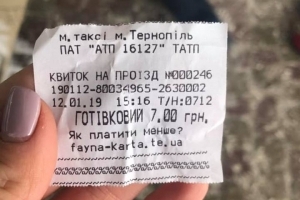 м.таксі м.Тернопіль
ПАТ "АТП 16127" ТАТП
КВИТОК НА ПРОЇЗД №000246
190112-80034965-2630002
12.01.19 15:16 Т/Н:0712
ГОТІВКОВИЙ 7.00 грн.
Як платити менше?
fayna-karta.te.ua